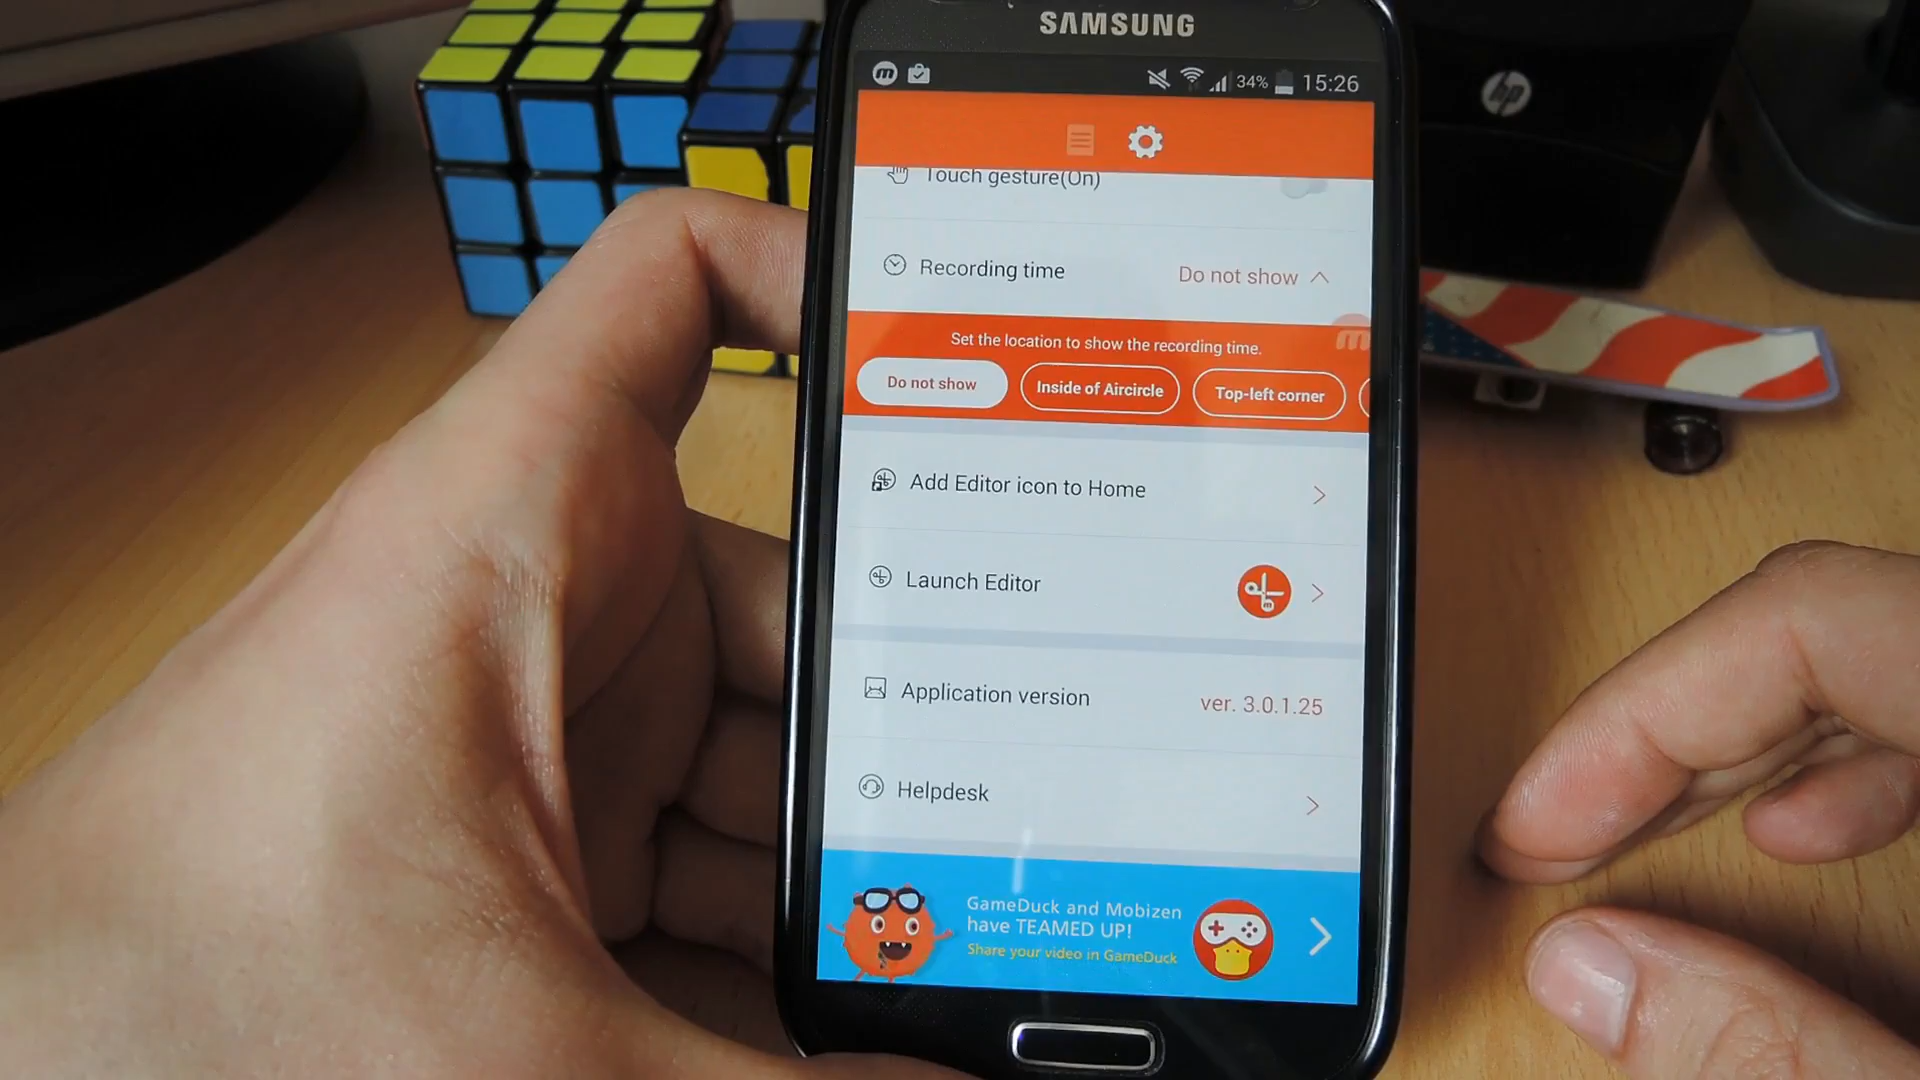 SAMSUNG
m 34% 15:26
hp
Touch gesture(On)
Recording time Do not show
Set the location to show the recording time.
m
Do not show Inside of Aircircle Top-left corner
Add Editor icon to Home
Launch Editor
m
Application version ver. 3.0.1.25
Helpdesk
GameDuck and Mobizen
have TEAMED UP!
Share your video in GameDuck